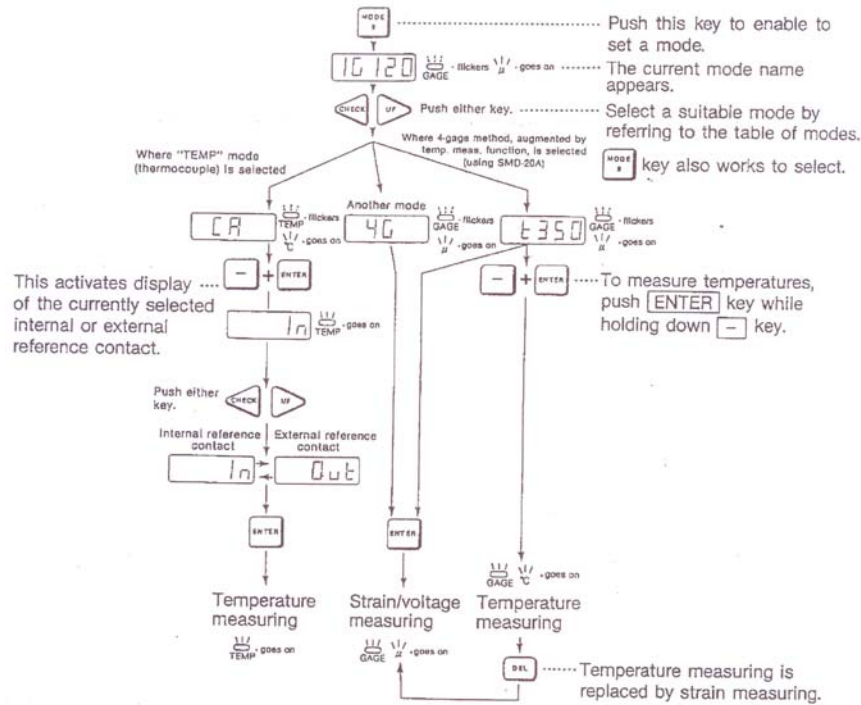 MODE
Push this key to enable to
set a mode.
1G 120
GAGE - flickers μ - goes on
The current mode name
appears.
CHECK UP Push either key.
Select a suitable mode by
referring to the table of modes.
MODE key also works to select.
Where "TEMP" mode
(thermocouple) is selected
Where 4-gage method, augmented by
temp. meas. function, is selected
(using SMD-20A)
Another mode
CA TEMP - flickers
°C - goes on
4G GAGE - flickers
μ - goes on
t350 GAGE - flickers
μ - goes on
This activates display
of the currently selected
internal or external
reference contact.
- + ENTER
- + ENTER
To measure temperatures,
push ENTER key while
holding down - key.
In TEMP - goes on
Push either
key.
CHECK UP
Internal reference
contact
External reference
contact
In Out
ENTER ENTER
GAGE °C - goes on
Temperature
measuring
TEMP - goes on
Strain/voltage
measuring
GAGE μ - goes on
Temperature
measuring
DEL
Temperature measuring is
replaced by strain measuring.